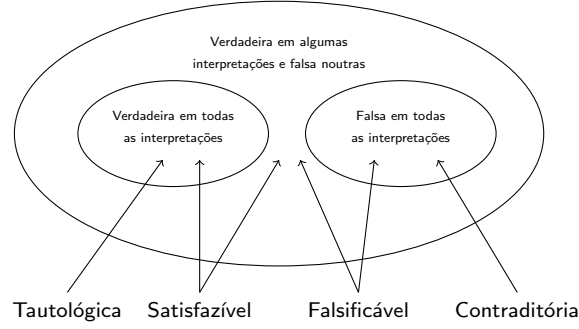 Verdadeira em algumas
interpretações e falsa noutras
Verdadeira em todas
as interpretações
Falsa em todas
as interpretações
Tautológica
Satisfazível
Falsificável
Contraditória